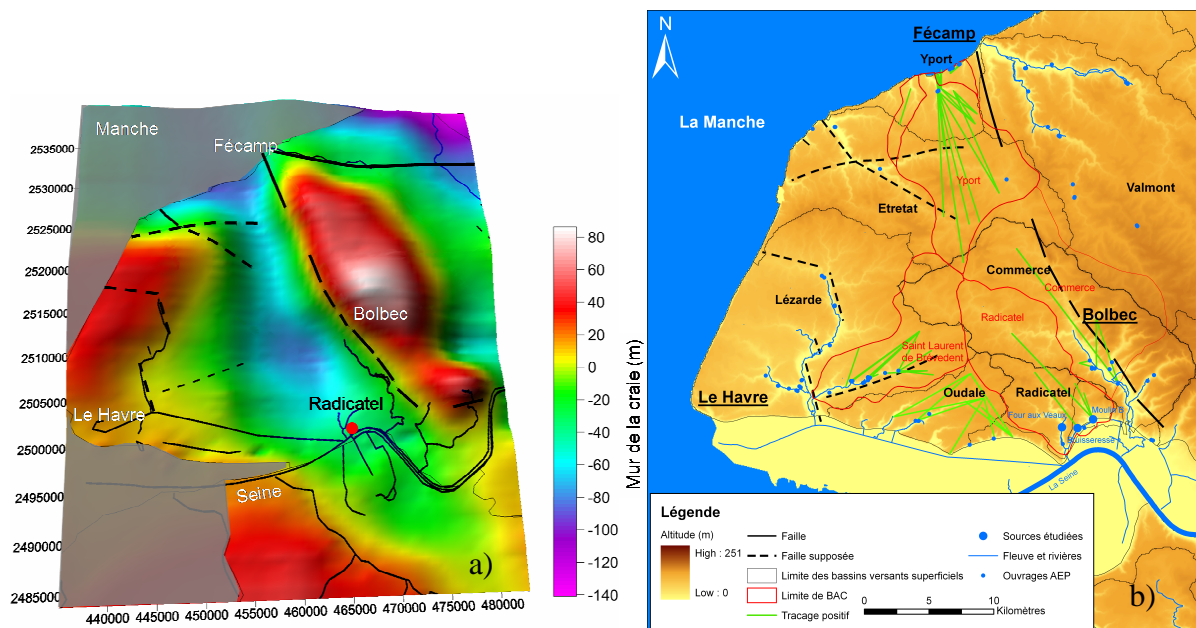 Manche
Fécamp
Bolbec
Radicatel
Le Havre
Seine
a)
2535000
2530000
2525000
2520000
2515000
2510000
2505000
2500000
2495000
2490000
2485000
440000 445000 450000 455000 460000 465000 470000 475000 480000
80
60
40
20
0
-20
-40
-60
-80
-100
-120
-140
Mur de la craie (m)
N
Fécamp
Yport
La Manche
Yport
Valmont
Etretat
Commerce
Commerce
Lézarde
Radicatel
Bolbec
Saint Laurent
de Brévedent
Le Havre
Oudale
Radicatel
Four aux Veaux
La Seine
Légende
Altitude (m)
High : 251
Low : 0
Faille
Faille supposée
Limite des bassins versants superficiels
Limite de BAC
Tracage positif
Sources étudiées
Fleuve et rivières
Ouvrages AEP
0 5 10
Kilomètres
b)